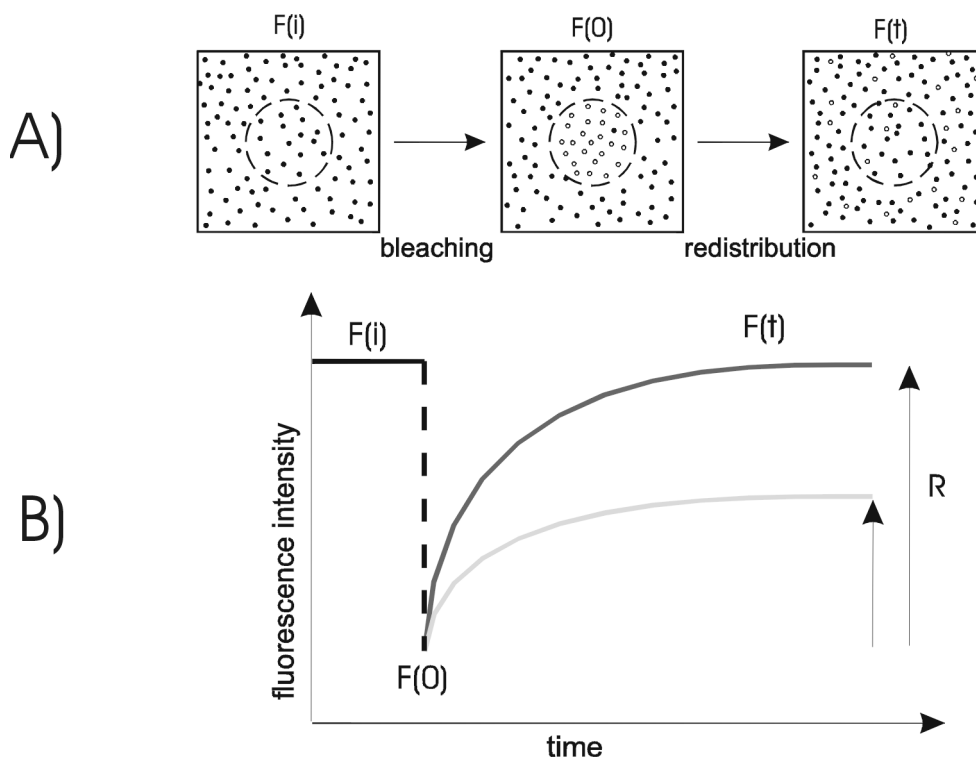 F(i)
F(0)
F(t)
A)
bleaching
redistribution
F(i)
F(t)
fluorescence intensity
B)
R
F(0)
time